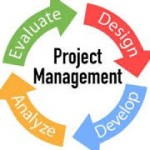 Project
Management
Evaluate
Design
Develop
Analyze